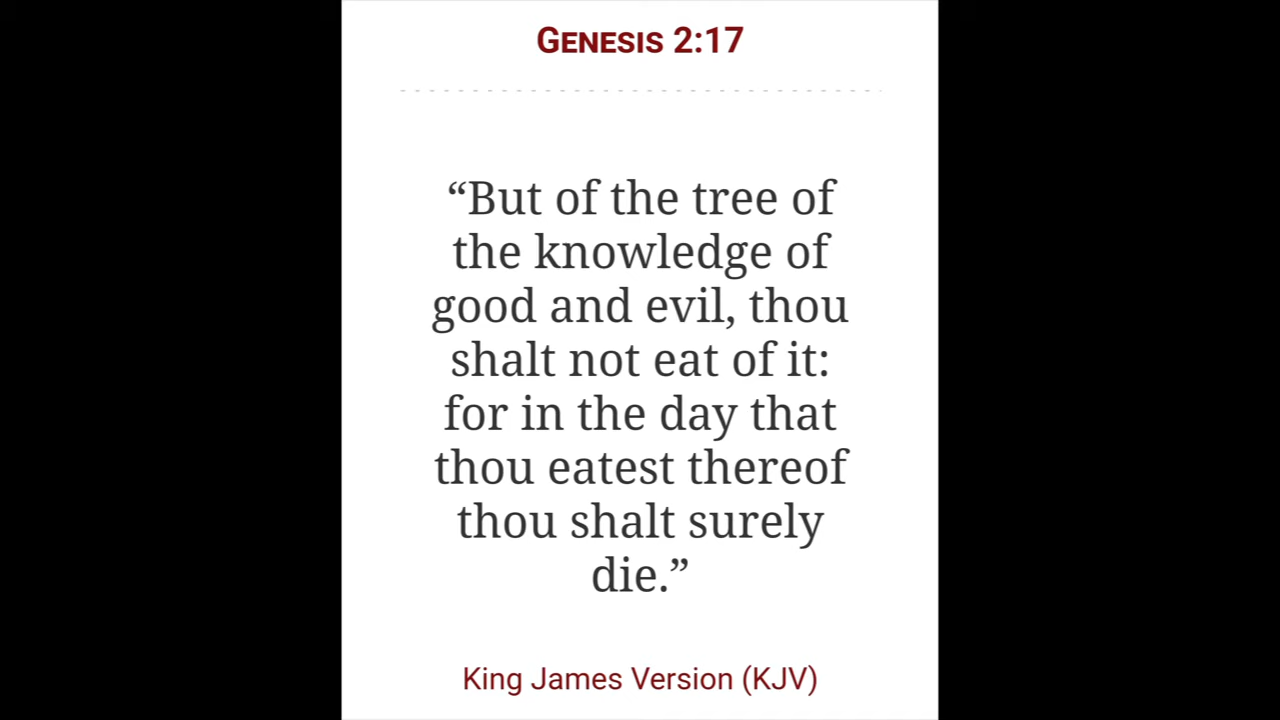 Genesis 2:17
“But of the tree of
the knowledge of
good and evil, thou
shalt not eat of it:
for in the day that
thou eatest thereof
thou shalt surely
die.”
King James Version (KJV)